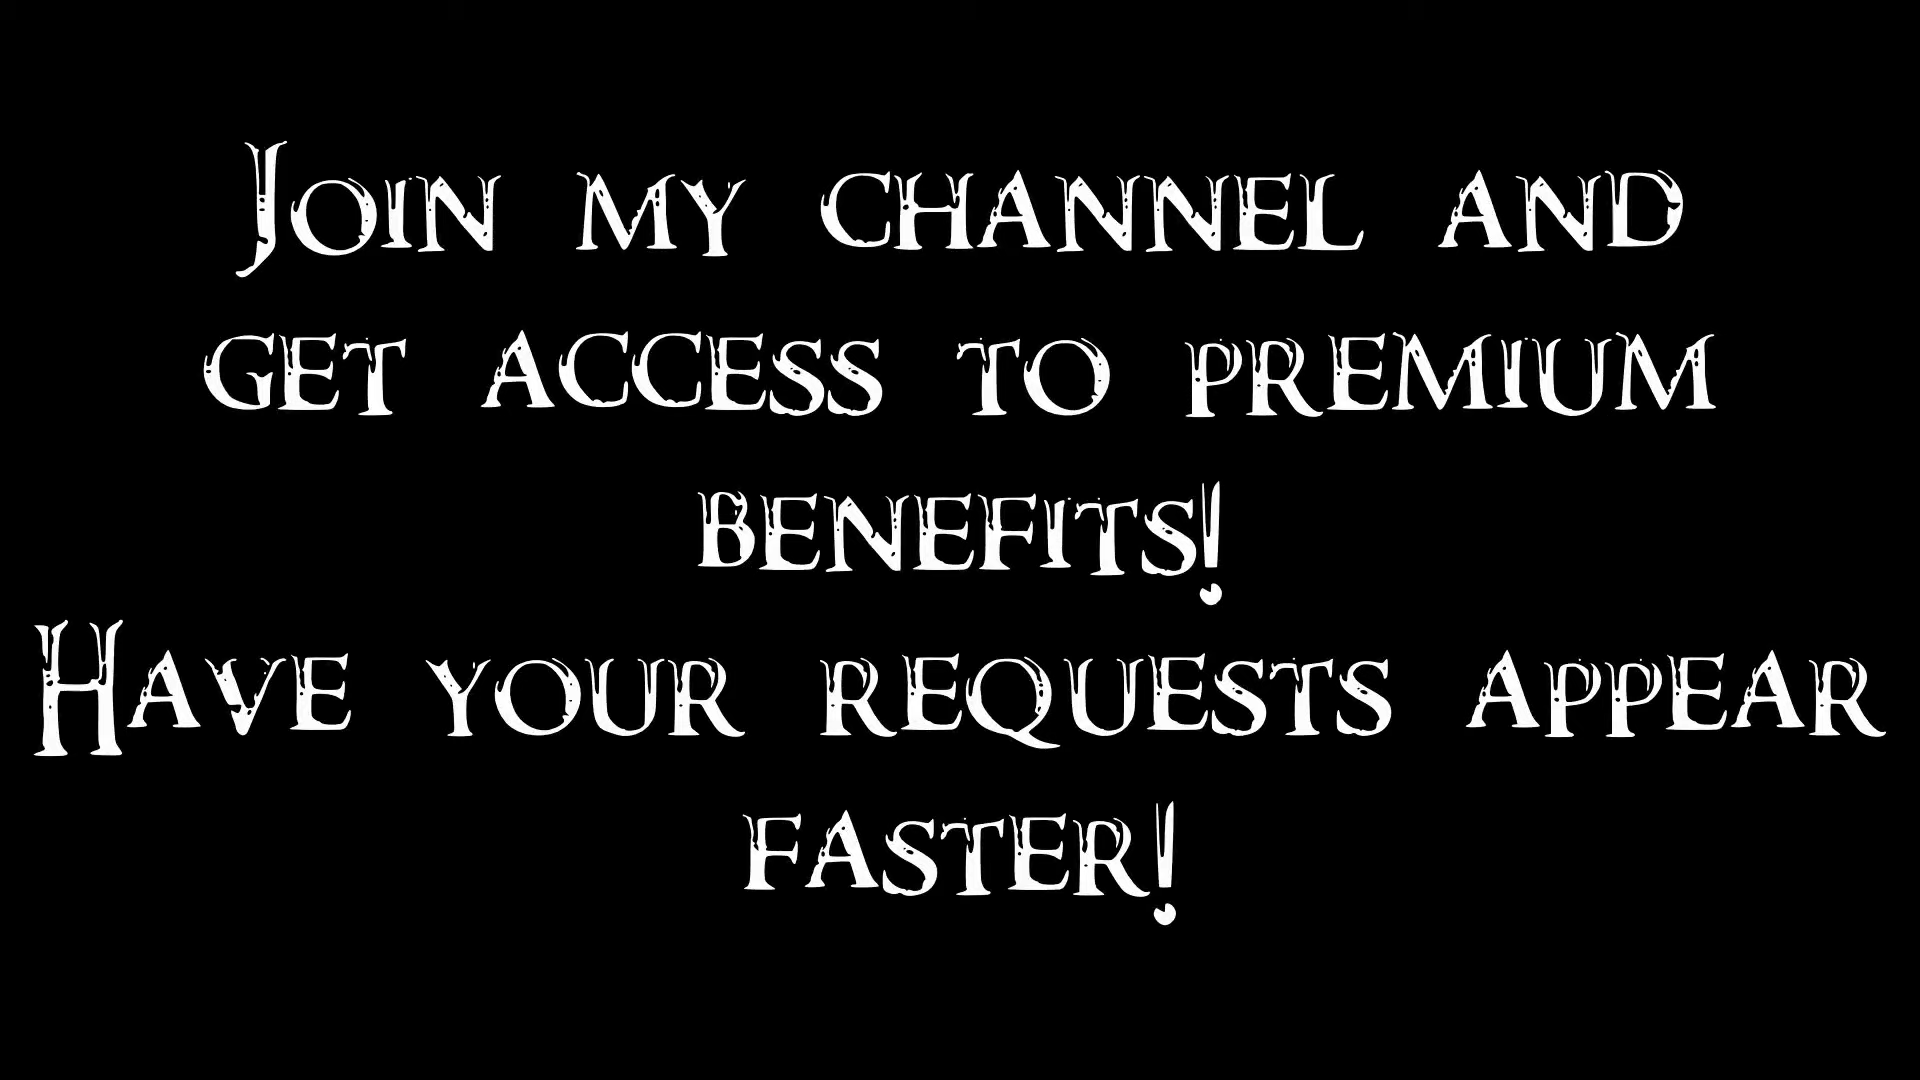 Join my channel and
get access to premium
benefits!
Have your requests appear
faster!